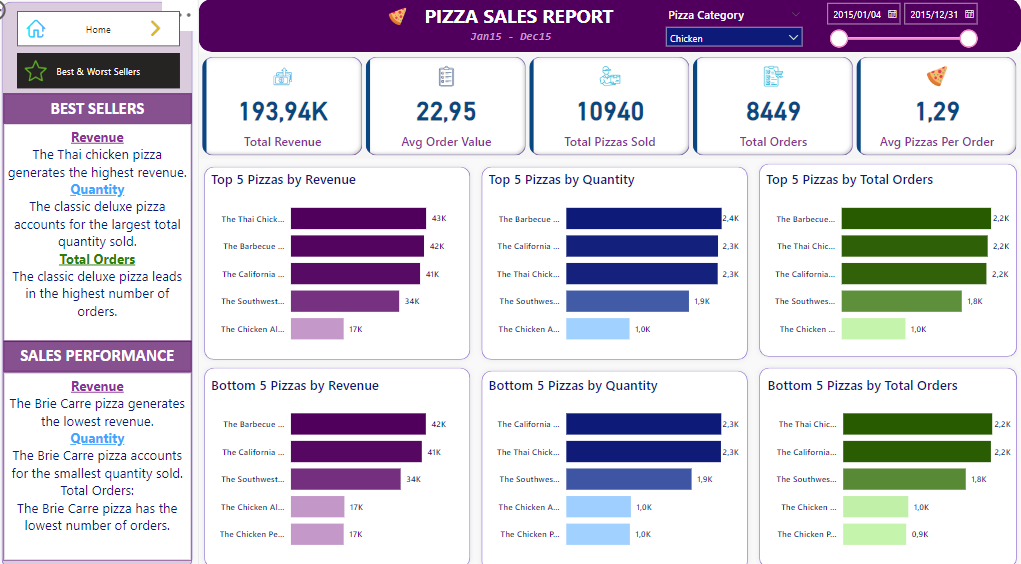 Home
Best & Worst Sellers
BEST SELLERS
Revenue
The Thai chicken pizza
generates the highest revenue.
Quantity
The classic deluxe pizza
accounts for the largest total
quantity sold.
Total Orders
The classic deluxe pizza leads
in the highest number of
orders.
SALES PERFORMANCE
Revenue
The Brie Carre pizza generates
the lowest revenue.
Quantity
The Brie Carre pizza accounts
for the smallest quantity sold.
Total Orders:
The Brie Carre pizza has the
lowest number of orders.
PIZZA SALES REPORT
Jan15 - Dec15
Pizza Category
Chicken
2015/01/04 2015/12/31
193,94K
Total Revenue
22,95
Avg Order Value
10940
Total Pizzas Sold
8449
Total Orders
1,29
Avg Pizzas Per Order
Top 5 Pizzas by Revenue
The Thai Chick... 43K
The Barbecue ... 42K
The California ... 41K
The Southwest... 34K
The Chicken Al... 17K
Top 5 Pizzas by Quantity
The Barbecue ... 2,4K
The California ... 2,3K
The Thai Chick... 2,3K
The Southwes... 1,9K
The Chicken A... 1,0K
Top 5 Pizzas by Total Orders
The Barbecue... 2,2K
The Thai Chic... 2,2K
The California... 2,2K
The Southwes... 1,8K
The Chicken ... 1,0K
Bottom 5 Pizzas by Revenue
The Barbecue ... 42K
The California ... 41K
The Southwest... 34K
The Chicken Al... 17K
The Chicken Pe... 17K
Bottom 5 Pizzas by Quantity
The California ... 2,3K
The Thai Chick... 2,3K
The Southwes... 1,9K
The Chicken A... 1,0K
The Chicken P... 1,0K
Bottom 5 Pizzas by Total Orders
The Thai Chic... 2,2K
The California... 2,2K
The Southwes... 1,8K
The Chicken A... 1,0K
The Chicken P... 0,9K